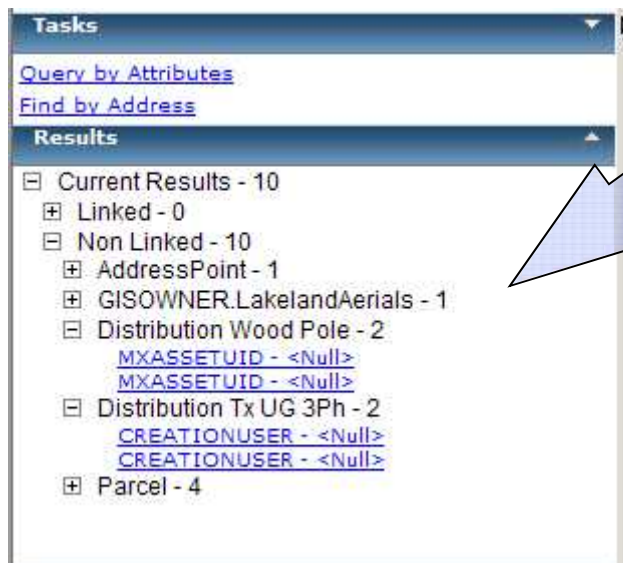 Tasks
Query by Attributes
Find by Address
Results
Current Results - 10
Linked - 0
Non Linked - 10
AddressPoint - 1
GISOWNER.LakelandAerials - 1
Distribution Wood Pole - 2
MXASSETUID - <Null>
MXASSETUID - <Null>
Distribution Tx UG 3Ph - 2
CREATIONUSER - <Null>
CREATIONUSER - <Null>
Parcel - 4